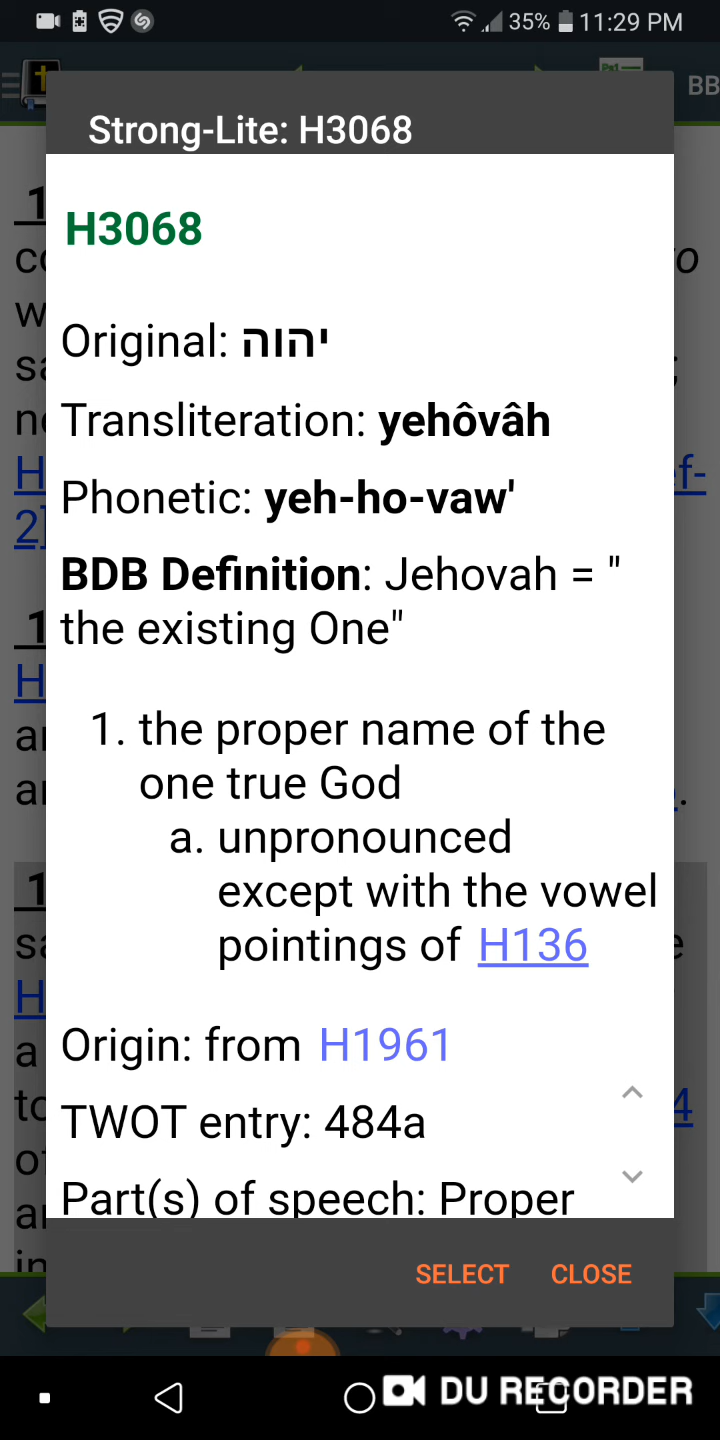 35% 11:29 PM
BB
Strong-Lite: H3068
H3068
Original: יהוה
Transliteration: yehôvâh
Phonetic: yeh-ho-vaw'
BDB Definition: Jehovah = "
the existing One"
1. the proper name of the
one true God
a. unpronounced
except with the vowel
pointings of H136
Origin: from H1961
TWOT entry: 484a
Part(s) of speech: Proper
SELECT CLOSE
DU RECORDER